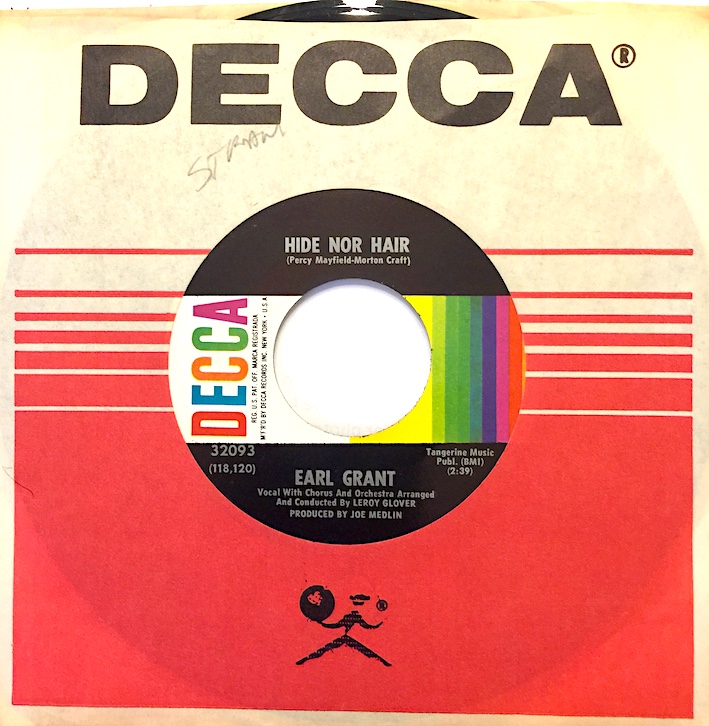 DECCA®
HIDE NOR HAIR
(Percy Mayfield-Morton Craft)
DECCA
REG. U.S. PAT. OFF. MARCA REGISTRADA
M'F'R'D BY DECCA RECORDS INC. NEW YORK • U.S.A
32093
(118,120)
Tangerine Music
Publ. (BMI)
(2:39)
EARL GRANT
Vocal With Chorus And Orchestra Arranged
And Conducted By LEROY GLOVER
PRODUCED BY JOE MEDLIN
®